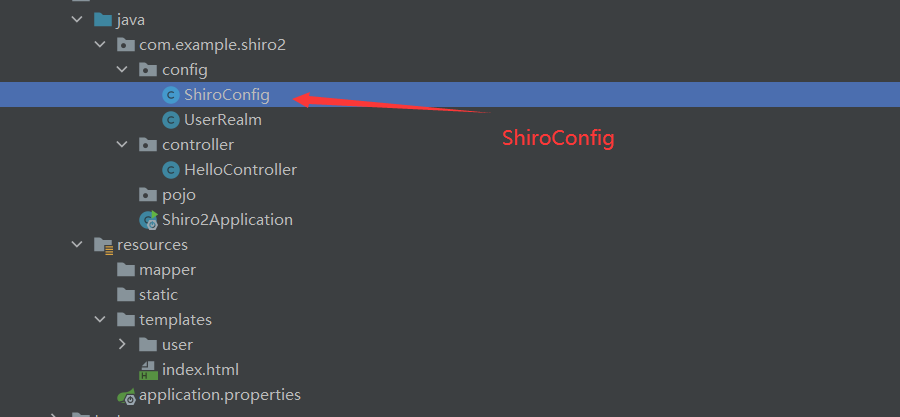 java
com.example.shiro2
config
ShiroConfig
UserRealm
ShiroConfig
controller
HelloController
pojo
Shiro2Application
resources
mapper
static
templates
user
index.html
application.properties